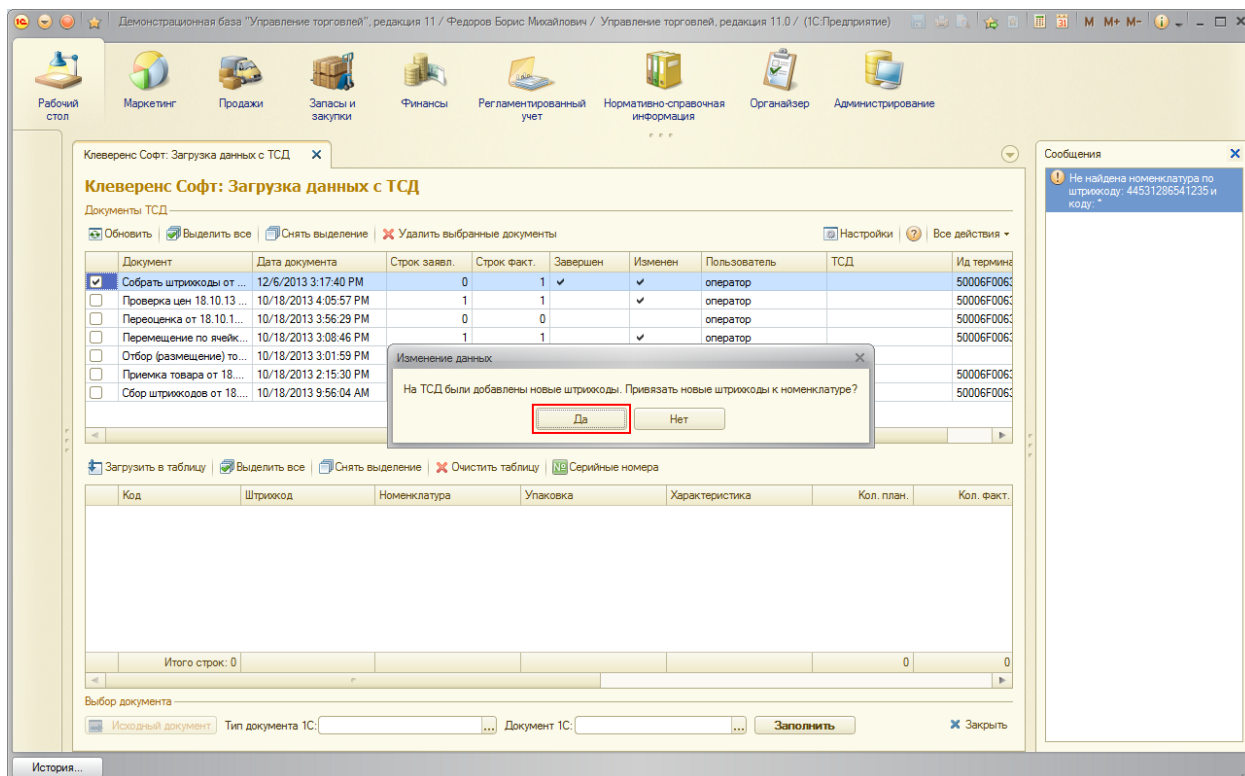 Демонстрационная база "Управление торговлей", редакция 11 / Федоров Борис Михайлович / Управление торговлей, редакция 11.0 / (1С:Предприятие) M M+ M-
Рабочий стол
Маркетинг
Продажи
Запасы и закупки
Финансы
Регламентированный учет
Нормативно-справочная информация
Органайзер
Администрирование
Клеверенс Софт: Загрузка данных с ТСД
Клеверенс Софт: Загрузка данных с ТСД
Документы ТСД
Обновить Выделить все Снять выделение Удалить выбранные документы Настройки Все действия
Документ Дата документа Строк заявл. Строк факт. Завершен Изменен Пользователь ТСД Ид термина
Собрать штрихкоды от ... 12/6/2013 3:17:40 PM 0 1 оператор 50006F0063
Проверка цен 18.10.13 ... 10/18/2013 4:05:57 PM 1 1 оператор 50006F0063
Переоценка от 18.10.1... 10/18/2013 3:56:29 PM 0 0 оператор 50006F0063
Перемещение по ячейк... 10/18/2013 3:08:46 PM 1 1 оператор 50006F0063
Отбор (размещение) то... 10/18/2013 3:01:59 PM
Приемка товара от 18.... 10/18/2013 2:15:30 PM 50006F0063
Сбор штрихкодов от 18.... 10/18/2013 9:56:04 AM 50006F0063
Изменение данных
На ТСД были добавлены новые штрихкоды. Привязать новые штрихкоды к номенклатуре?
Да Нет
Загрузить в таблицу Выделить все Снять выделение Очистить таблицу Серийные номера
Код Штрихкод Номенклатура Упаковка Характеристика Кол. план. Кол. факт.
Итого строк: 0 0 0
Выбор документа
Исходный документ Тип документа 1С: ... Документ 1С: ... Заполнить Закрыть
Сообщения
Не найдена номенклатура по
штрихкоду: 44531286541235 и
коду: "
История...